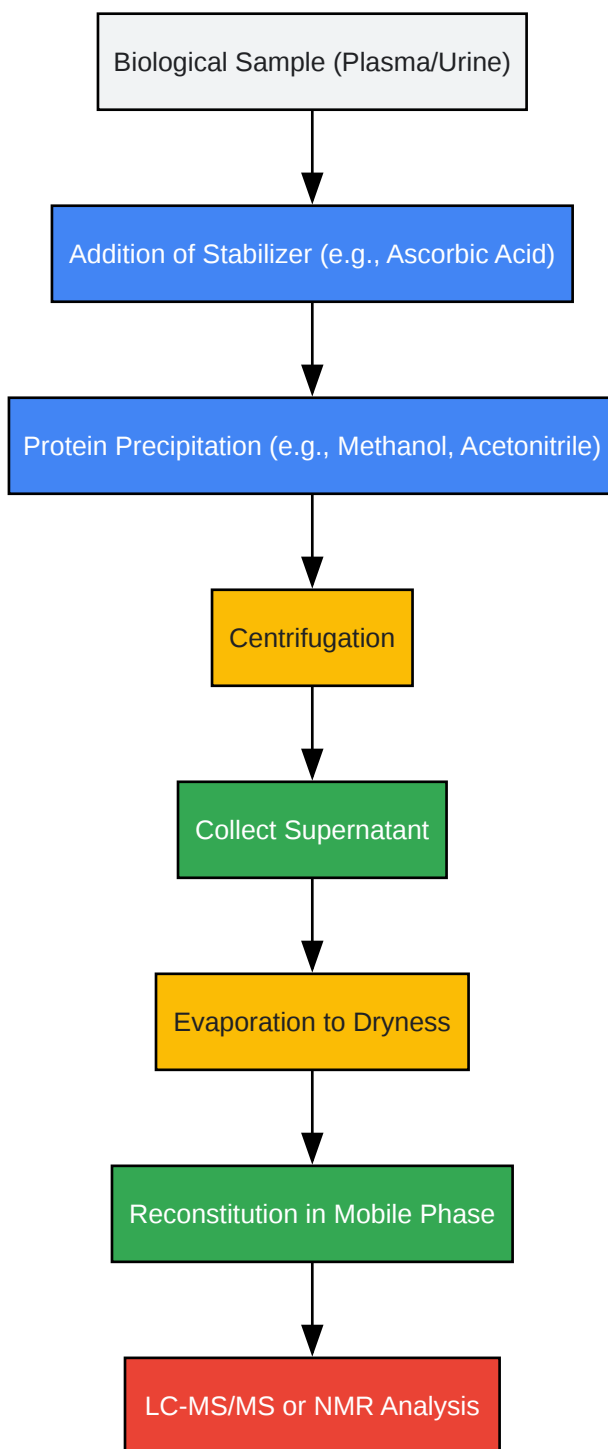 Biological Sample (Plasma/Urine)
Addition of Stabilizer (e.g., Ascorbic Acid)
Protein Precipitation (e.g., Methanol, Acetonitrile)
Centrifugation
Collect Supernatant
Evaporation to Dryness
Reconstitution in Mobile Phase
LC-MS/MS or NMR Analysis